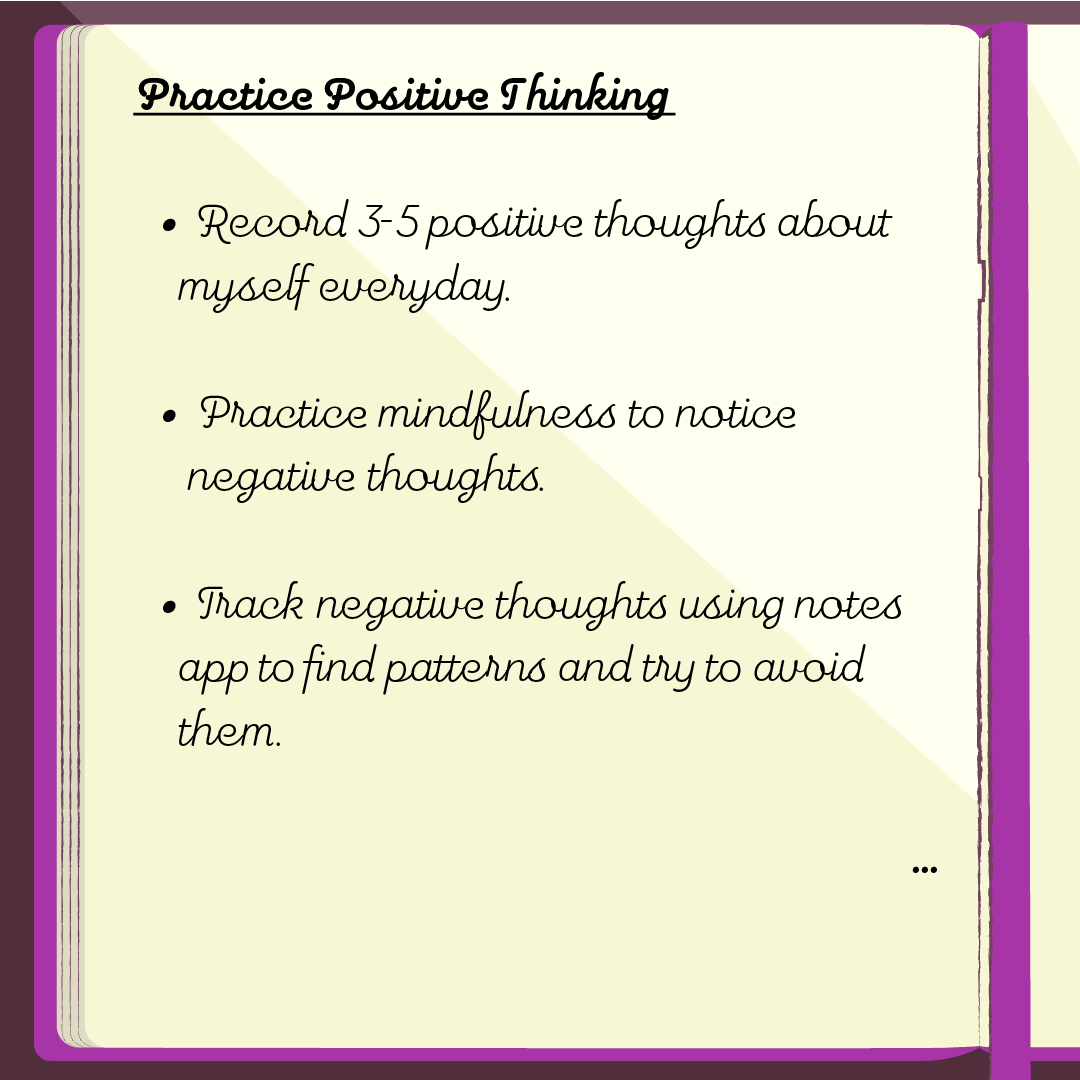 Practice Positive Thinking
• Record 3-5 positive thoughts about
myself everyday.
• Practice mindfulness to notice
negative thoughts.
• Track negative thoughts using notes
app to find patterns and try to avoid
them.
...